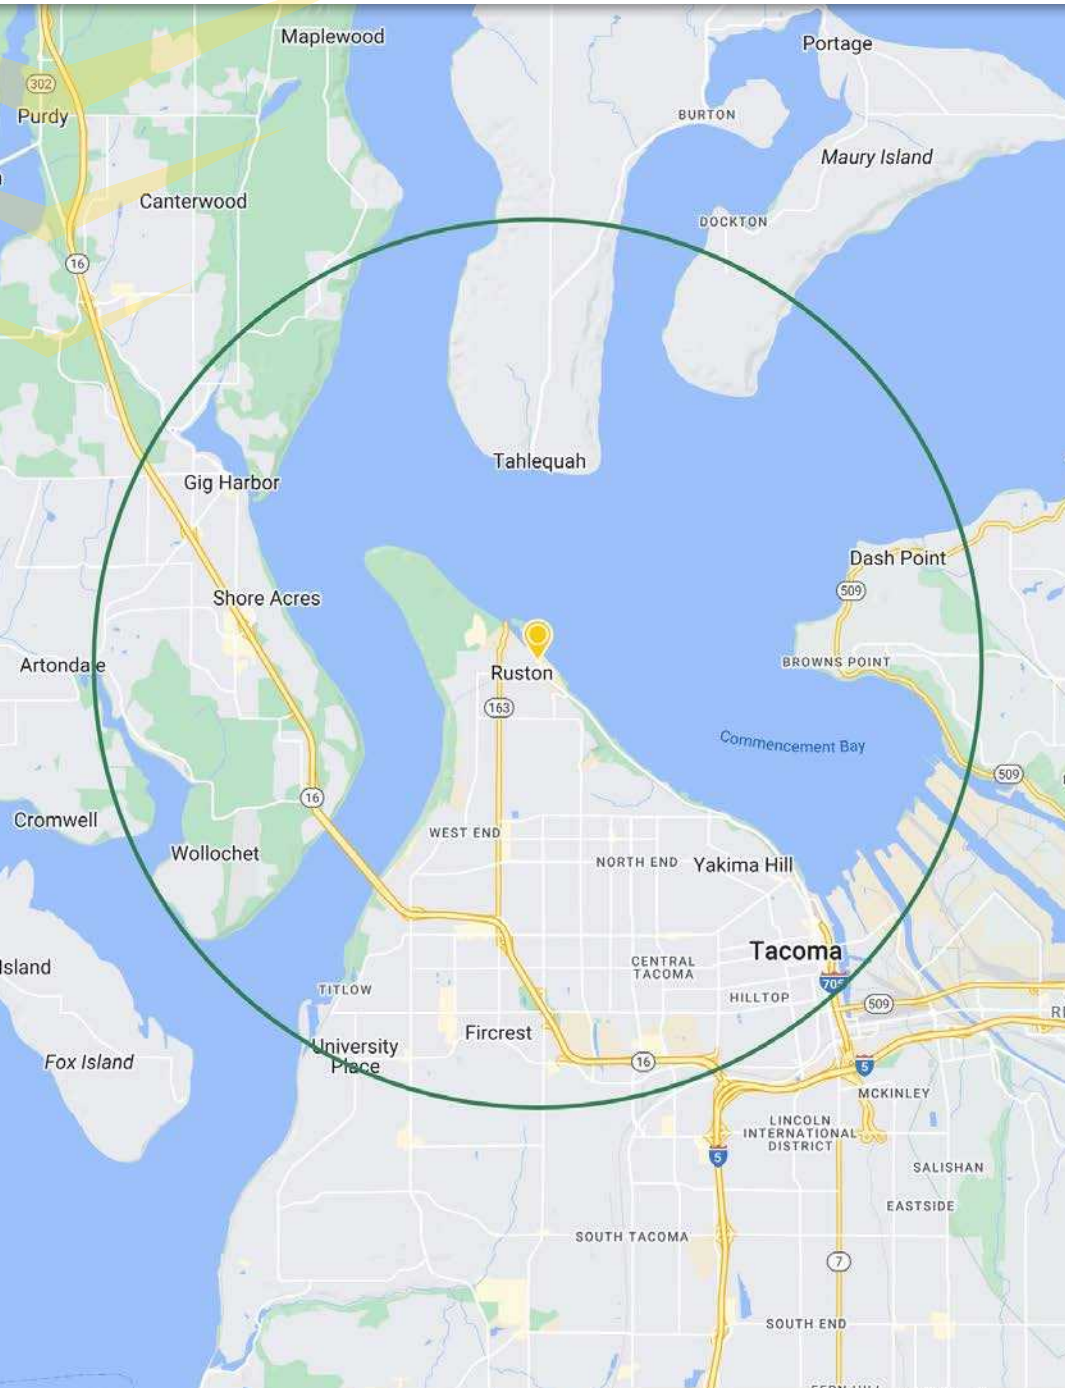 Maplewood
Portage
302
Purdy
BURTON
Maury Island
Canterwood
DOCKTON
16
Tahlequah
Gig Harbor
Dash Point
509
Shore Acres
BROWNS POINT
Artondale
Ruston
163
Commencement Bay
509
16
Cromwell
WEST END
Wollochet
NORTH END
Yakima Hill
Tacoma
Island
CENTRAL
TACOMA
TITLOW
HILLTOP
705
509
Fircrest
University
Place
Fox Island
16
5
MCKINLEY
LINCOLN
INTERNATIONAL
DISTRICT
5
SALISHAN
EASTSIDE
SOUTH TACOMA
7
SOUTH END